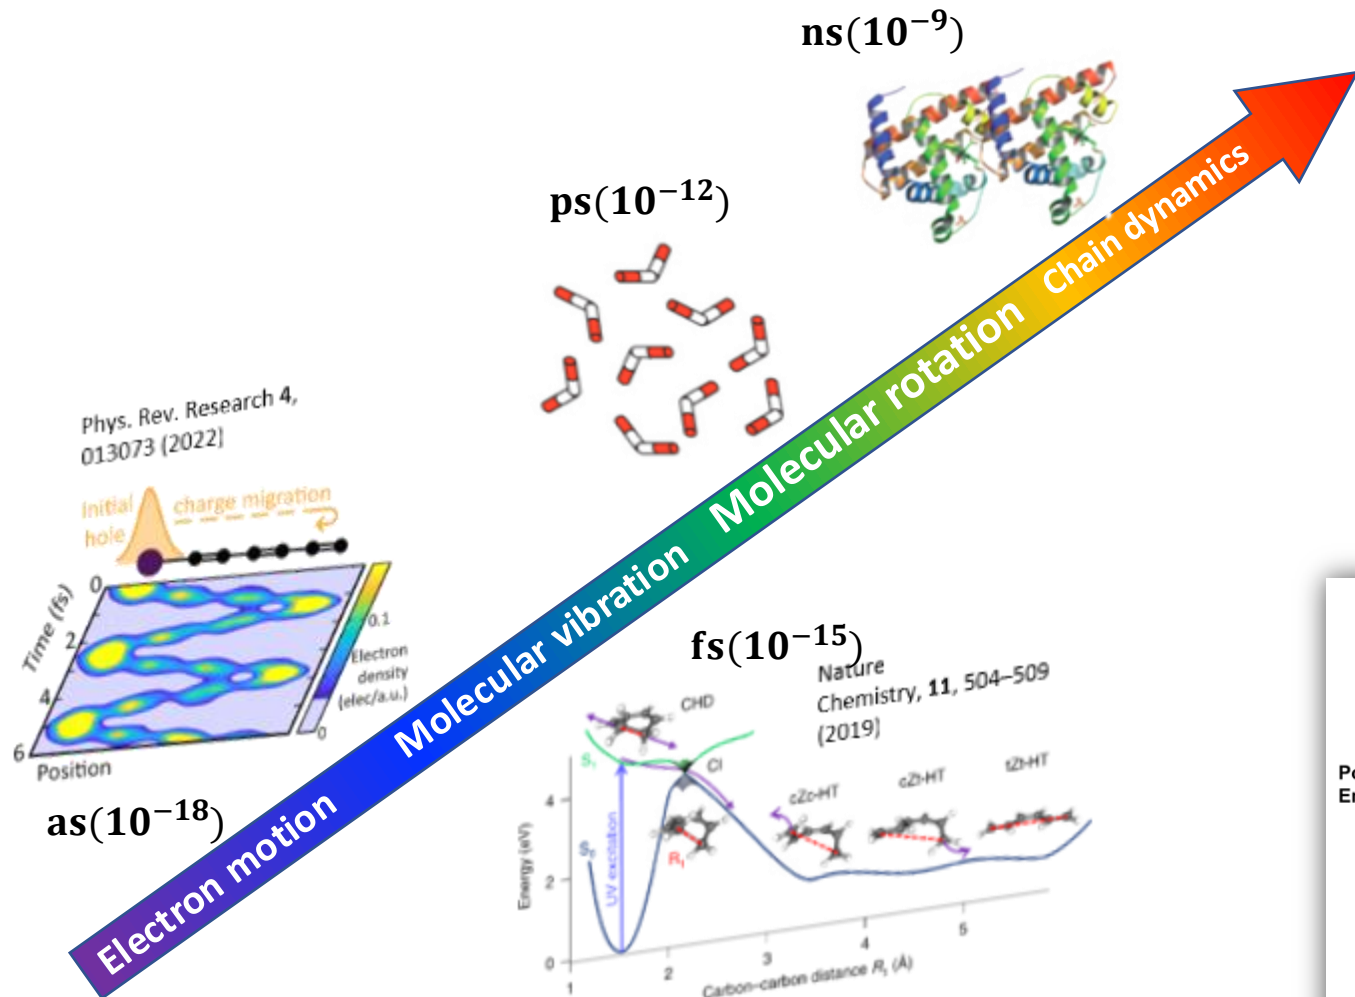 ns(10⁻⁹)
ps(10⁻¹²)
Chain dynamics
Molecular rotation
Molecular vibration
Electron motion
Phys. Rev. Research 4,
013073 (2022)
Initial
hole
charge migration
0
2
4
6
Time (fs)
Position
0.1
Electron
density
(elec/a.u.)
0
as(10⁻¹⁸)
fs(10⁻¹⁵)
Nature
Chemistry, 11, 504–509
(2019)
CHD
S₁
CI
cZc-HT
cZt-HT
tZt-HT
R₁
UV excitation
Energy (eV)
4
2
0
1
2
3
4
5
Carbon–carbon distance R₁ (Å)